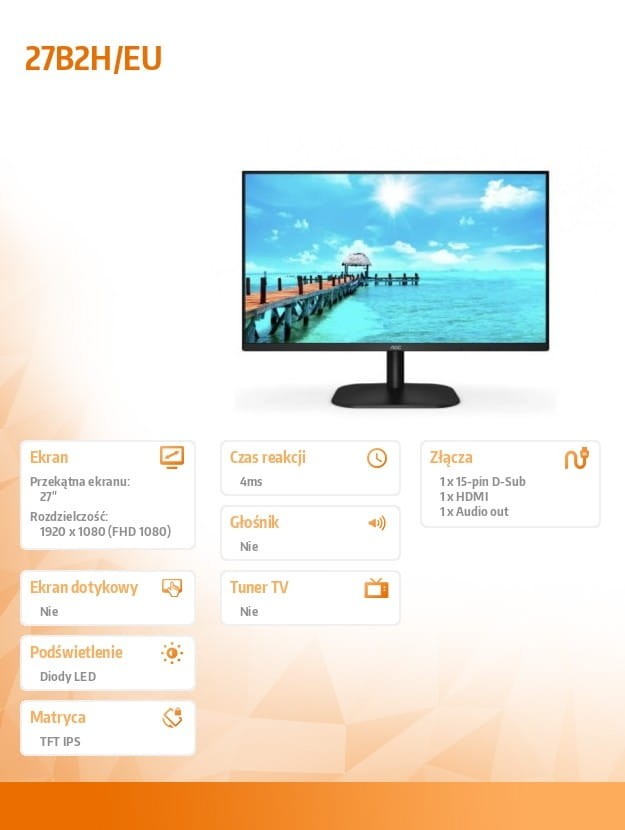 27B2H/EU
AOC
Ekran
Przekątna ekranu:
27"
Rozdzielczość:
1920 x 1080 (FHD 1080)
Czas reakcji
4ms
Złącza
1 x 15-pin D-Sub
1 x HDMI
1 x Audio out
Głośnik
Nie
Ekran dotykowy
Nie
Tuner TV
Nie
Podświetlenie
Diody LED
Matryca
TFT IPS